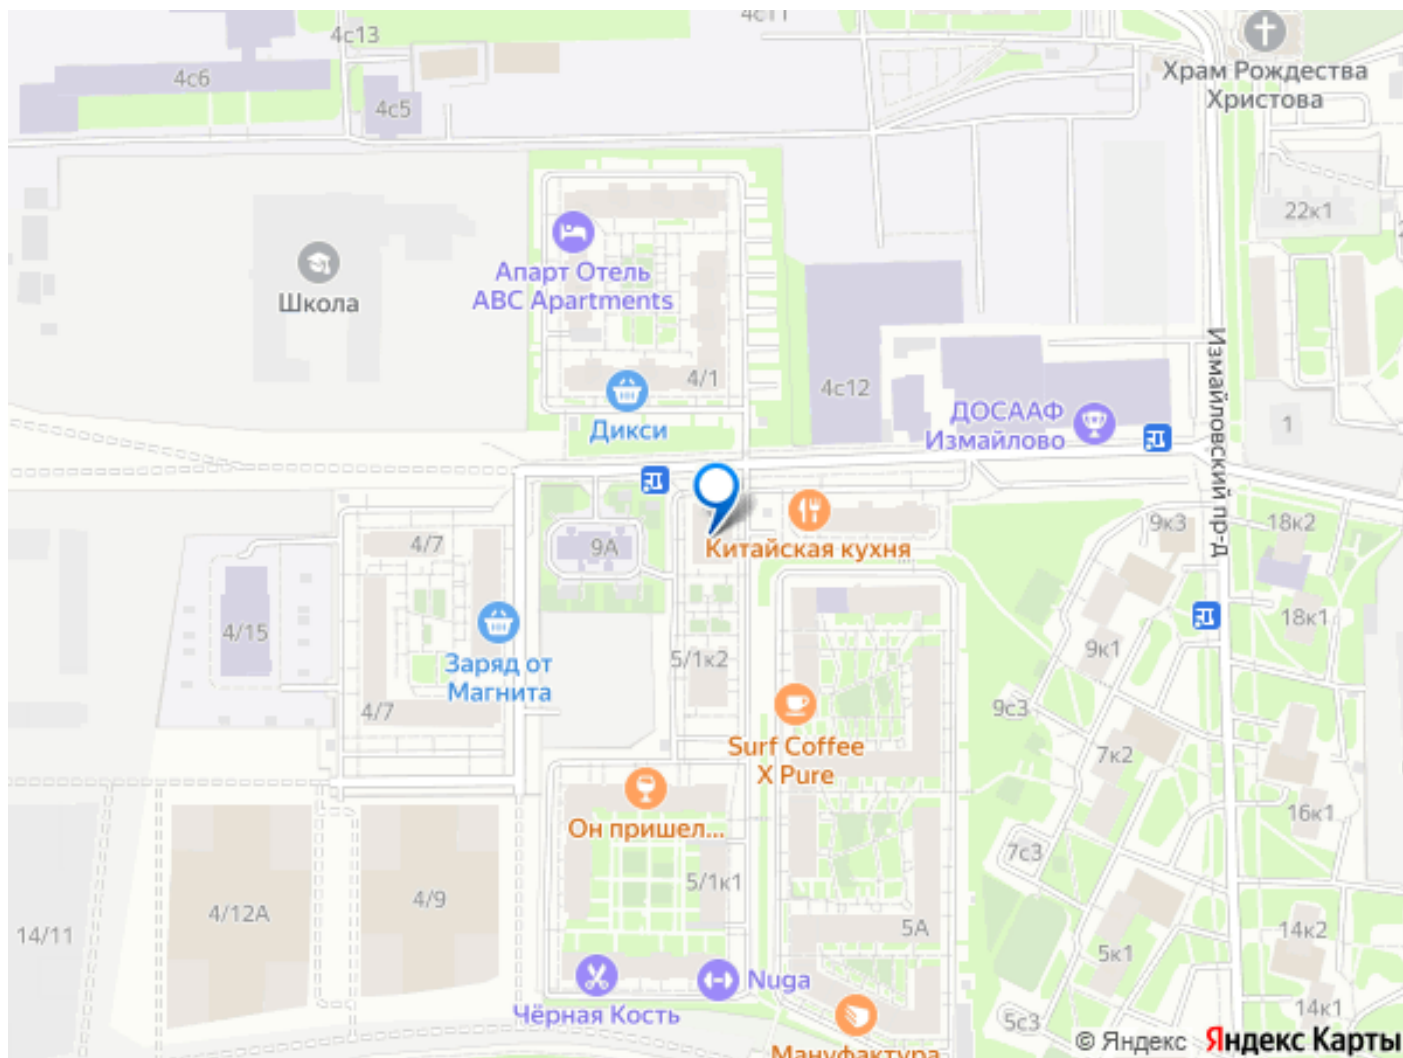 4с13
4с11
4с6
4с5
Храм Рождества
Христова
22к1
Школа
Апарт Отель
ABC Apartments
4/1
4с12
Дикси
ДОСААФ
Измайлово
1
Измайловский пр-д
4/7
9А
Китайская кухня
9к3
18к2
4/15
Заряд от
Магнита
5/1к2
9к1
18к1
4/7
9с3
Surf Coffee
X Pure
7к2
Он пришел...
16к1
7с3
4/12А
4/9
5/1к1
14/11
5А
5к1
14к2
Nuga
Чёрная Кость
5с3
14к1
Мануфактура
© Яндекс Яндекс Карты